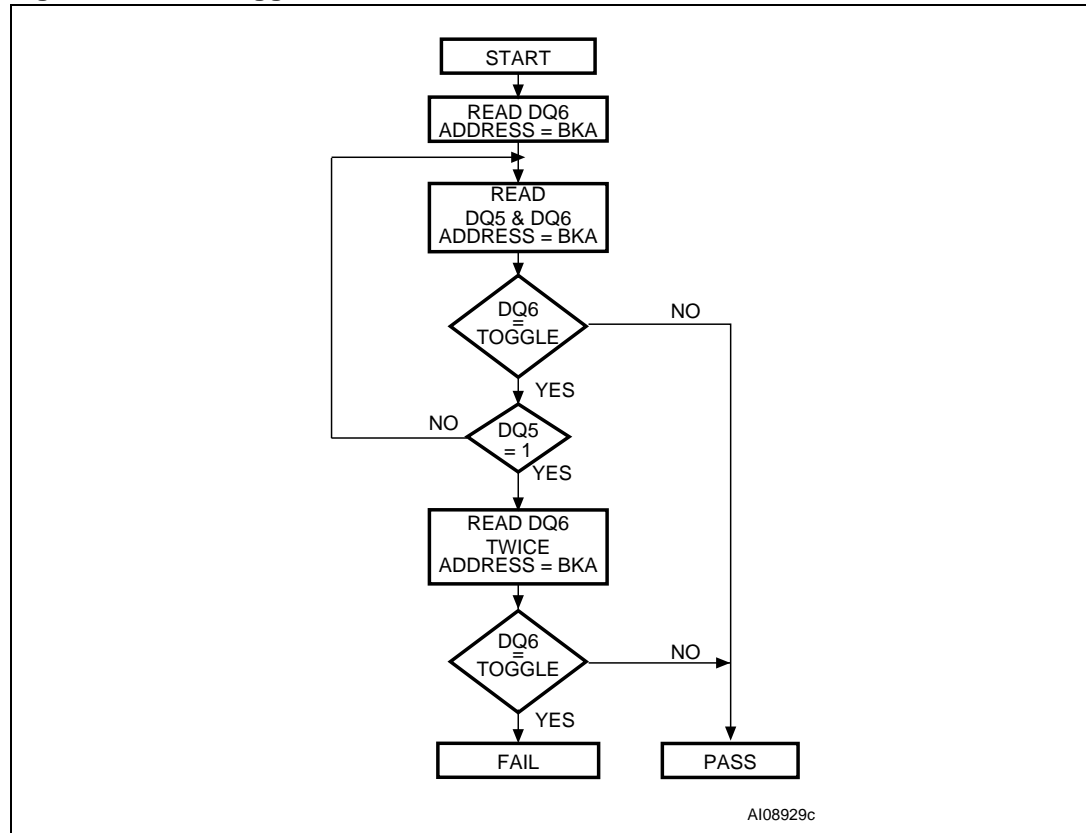 START
READ DQ6
ADDRESS = BKA
READ
DQ5 & DQ6
ADDRESS = BKA
DQ6
=
TOGGLE
NO
YES
NO
DQ5
= 1
YES
READ DQ6
TWICE
ADDRESS = BKA
DQ6
=
TOGGLE
NO
YES
FAIL
PASS
AI08929c